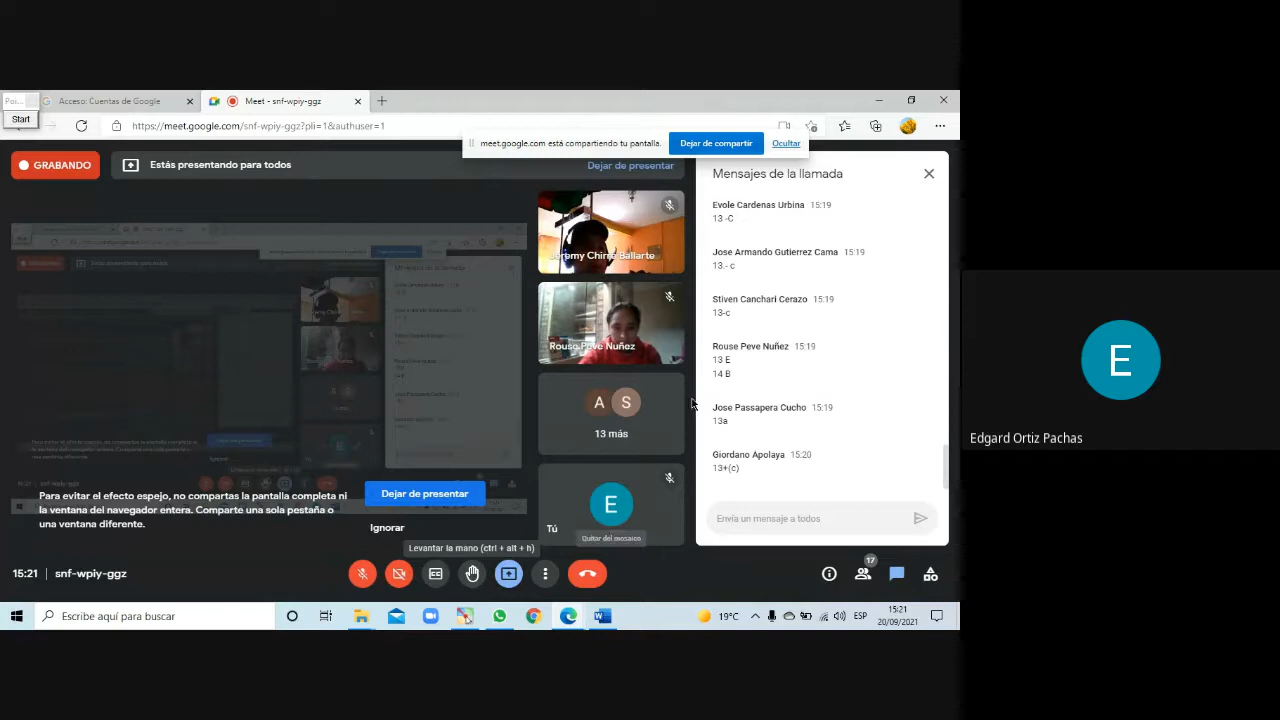 Poi...
Acceso: Cuentas de Google
Meet - snf-wpiy-ggz
Start
https://meet.google.com/snf-wpiy-ggz?pli=1&authuser=1
meet.google.com está compartiendo tu pantalla.
Dejar de compartir
Ocultar
GRABANDO
Estás presentando para todos
Dejar de presentar
Mensajes de la llamada
Evole Cardenas Urbina 15:19
13 -C
Jose Armando Gutierrez Cama 15:19
13.- c
Stiven Canchari Cerazo 15:19
13-c
Rouse Peve Nuñez 15:19
13 E
14 B
Jose Passapera Cucho 15:19
13a
Giordano Apolaya 15:20
13+(c)
Envía un mensaje a todos
Jeremy Chirre Ballarte
Rouse Peve Nuñez
A
S
13 más
E
Tú
Quitar del mosaico
Para evitar el efecto espejo, no compartas la pantalla completa ni
la ventana del navegador entera. Comparte una sola pestaña o
una ventana diferente.
Dejar de presentar
Ignorar
Levantar la mano (ctrl + alt + h)
15:21
snf-wpiy-ggz
17
Escribe aquí para buscar
19°C
ESP
15:21
20/09/2021
E
Edgard Ortiz Pachas